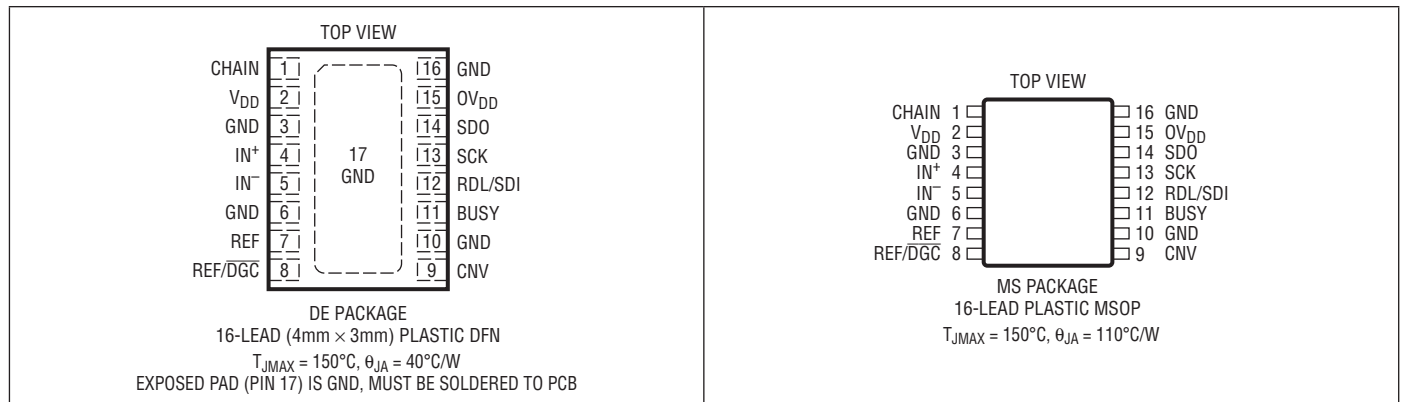 TOP VIEW
CHAIN 1 16 GND
VDD 2 15 OVDD
GND 3 14 SDO
IN+ 4 13 SCK
IN– 5 12 RDL/SDI
GND 6 11 BUSY
REF 7 10 GND
REF/DGC 8 9 CNV
17
GND
DE PACKAGE
16-LEAD (4mm × 3mm) PLASTIC DFN
TJMAX = 150°C, θJA = 40°C/W
EXPOSED PAD (PIN 17) IS GND, MUST BE SOLDERED TO PCB
TOP VIEW
CHAIN 1 16 GND
VDD 2 15 OVDD
GND 3 14 SDO
IN+ 4 13 SCK
IN– 5 12 RDL/SDI
GND 6 11 BUSY
REF 7 10 GND
REF/DGC 8 9 CNV
MS PACKAGE
16-LEAD PLASTIC MSOP
TJMAX = 150°C, θJA = 110°C/W